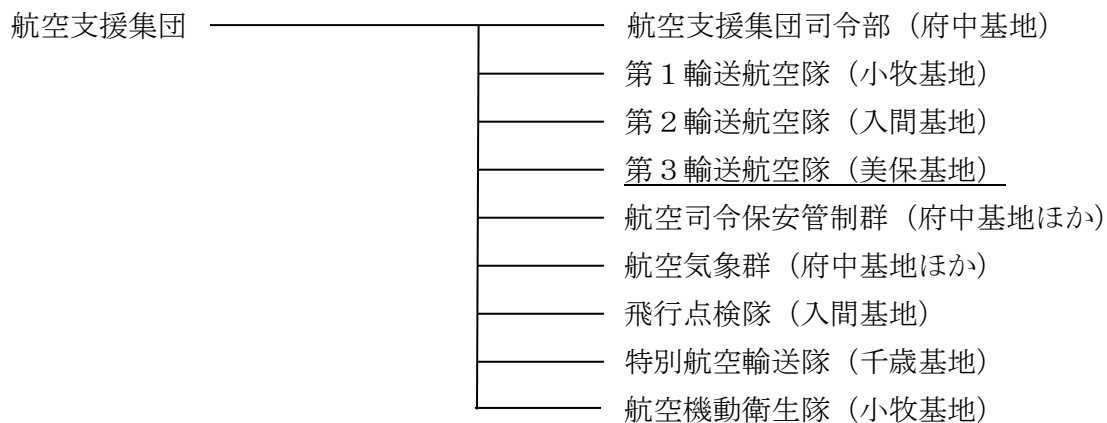 航空支援集団 航空支援集団司令部（府中基地）
第１輸送航空隊（小牧基地）
第２輸送航空隊（入間基地）
第３輸送航空隊（美保基地）
航空司令保安管制群（府中基地ほか）
航空気象群（府中基地ほか）
飛行点検隊（入間基地）
特別航空輸送隊（千歳基地）
航空機動衛生隊（小牧基地）